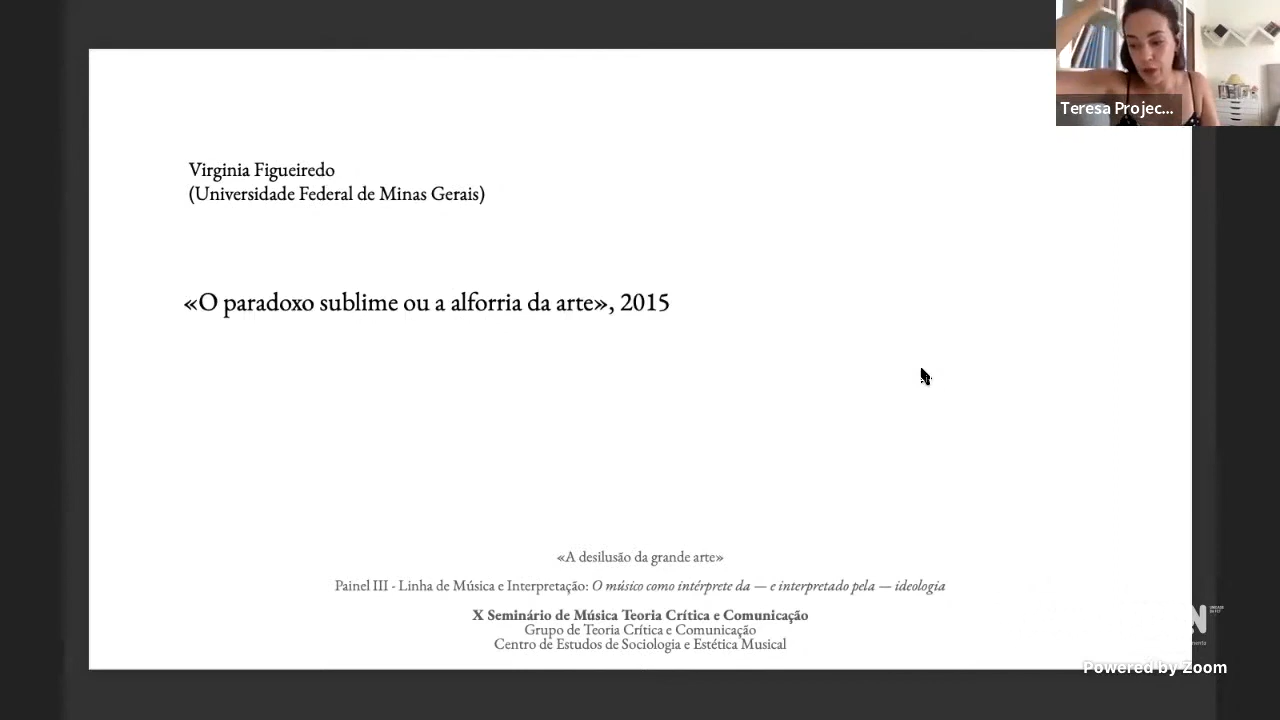 Teresa Projec...
Virginia Figueiredo
(Universidade Federal de Minas Gerais)
«O paradoxo sublime ou a alforria da arte», 2015
«A desilusão da grande arte»
Painel III - Linha de Música e Interpretação: O músico como intérprete da — e interpretado pela — ideologia
X Seminário de Música Teoria Crítica e Comunicação
Grupo de Teoria Crítica e Comunicação
Centro de Estudos de Sociologia e Estética Musical
N
Powered by Zoom